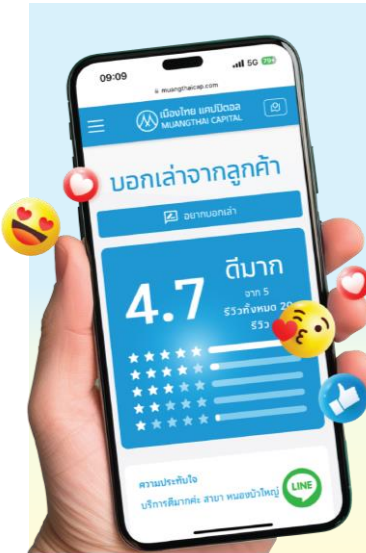 09:09
5G 79
muangthaicap.com
เมืองไทย แคปปิตอล
MUANGTHAI CAPITAL
บอกเล่าจากลูกค้า
อยากบอกเล่า
4.7
ดีมาก
จาก 5
รีวิวทั้งหมด
รีวิว
ความประทับใจ
บริการดีมากค่ะ สาขา หนองบัวใหญ่
LINE